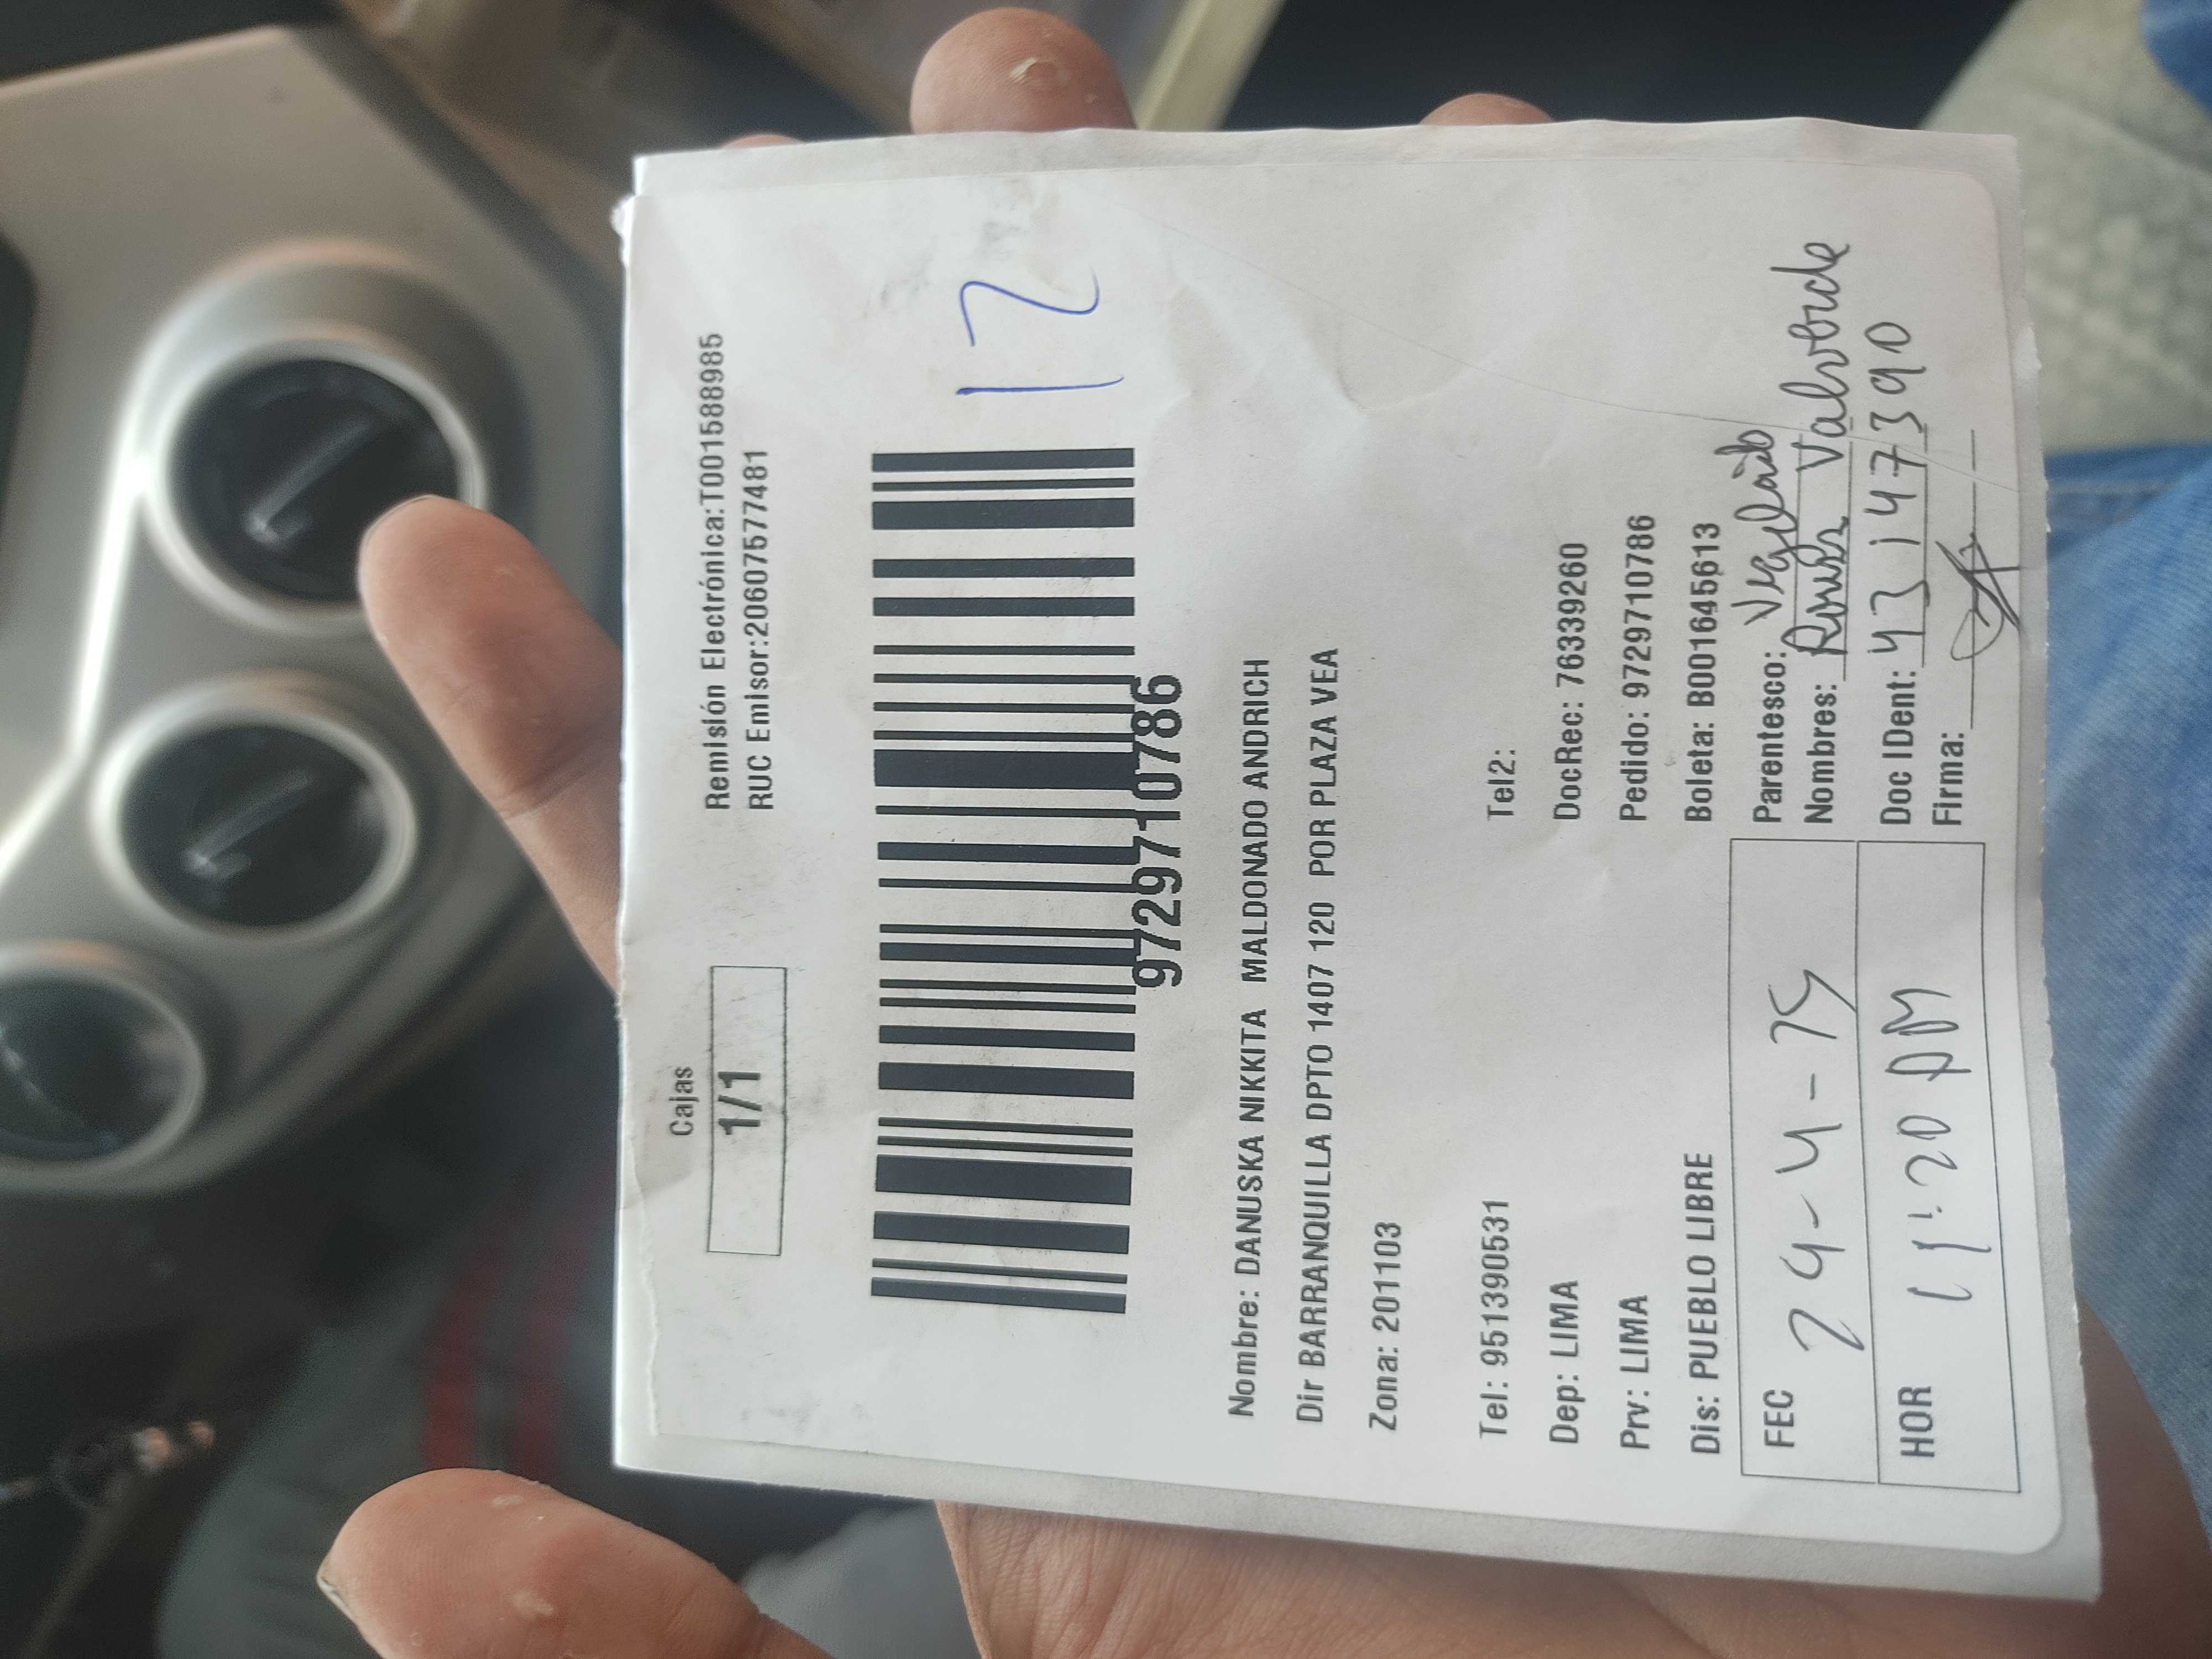 Remisión Electrónica:T001588985
RUC Emisor:20607577481
Cajas
1/1
12
9729710786
Nombre: DANUSKA NIKKITA MALDONADO ANDRICH
Dir BARRANQUILLA DPTO 1407 120 POR PLAZA VEA
Zona: 201103
Tel: 951390531 Tel2:
Dep: LIMA DocRec: 76339260
Prv: LIMA Pedido: 9729710786
Dis: PUEBLO LIBRE Boleta: B001645613
FEC 24-4-25
HOR 11:20 AM
Parentesco:
Nombres: Valverde
Doc IDent: 43147390
Firma: